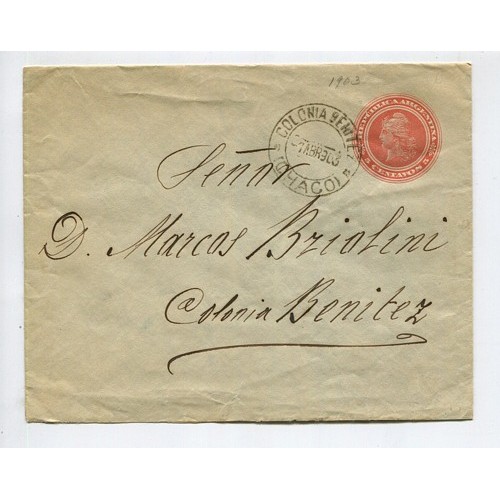 1903
COLONIA BENITEZ
7 ABR 903
(CHACO)
REPUBLICA ARGENTINA
5 CENTAVOS 5
Señor
D. Marcos Briolini
Colonia Benitez